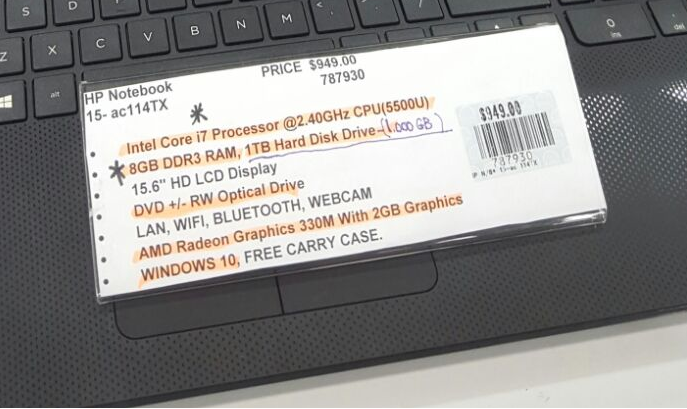 S D
B N M
Z X C V
alt
ins
del
PRICE $949.00
787930
HP Notebook
15- ac114TX *
• Intel Core i7 Processor @2.40GHz CPU(5500U)
• * 8GB DDR3 RAM, 1TB Hard Disk Drive-(1.000 GB)
• 15.6" HD LCD Display
• DVD +/- RW Optical Drive
• LAN, WIFI, BLUETOOTH, WEBCAM
• AMD Radeon Graphics 330M With 2GB Graphics
• WINDOWS 10, FREE CARRY CASE.
$949.00
787930